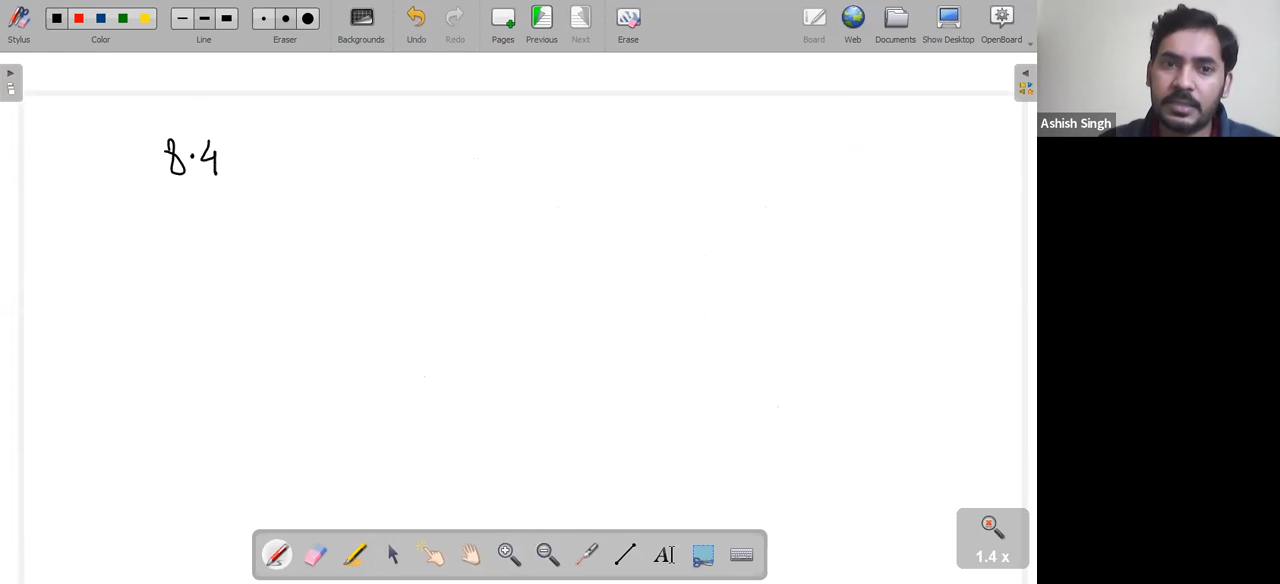 Stylus
Color
Line
Eraser
Backgrounds
Undo
Redo
Pages
Previous
Next
Erase
Board
Web
Documents
Show Desktop
OpenBoard
Ashish Singh
8.4
1.4 x
AI